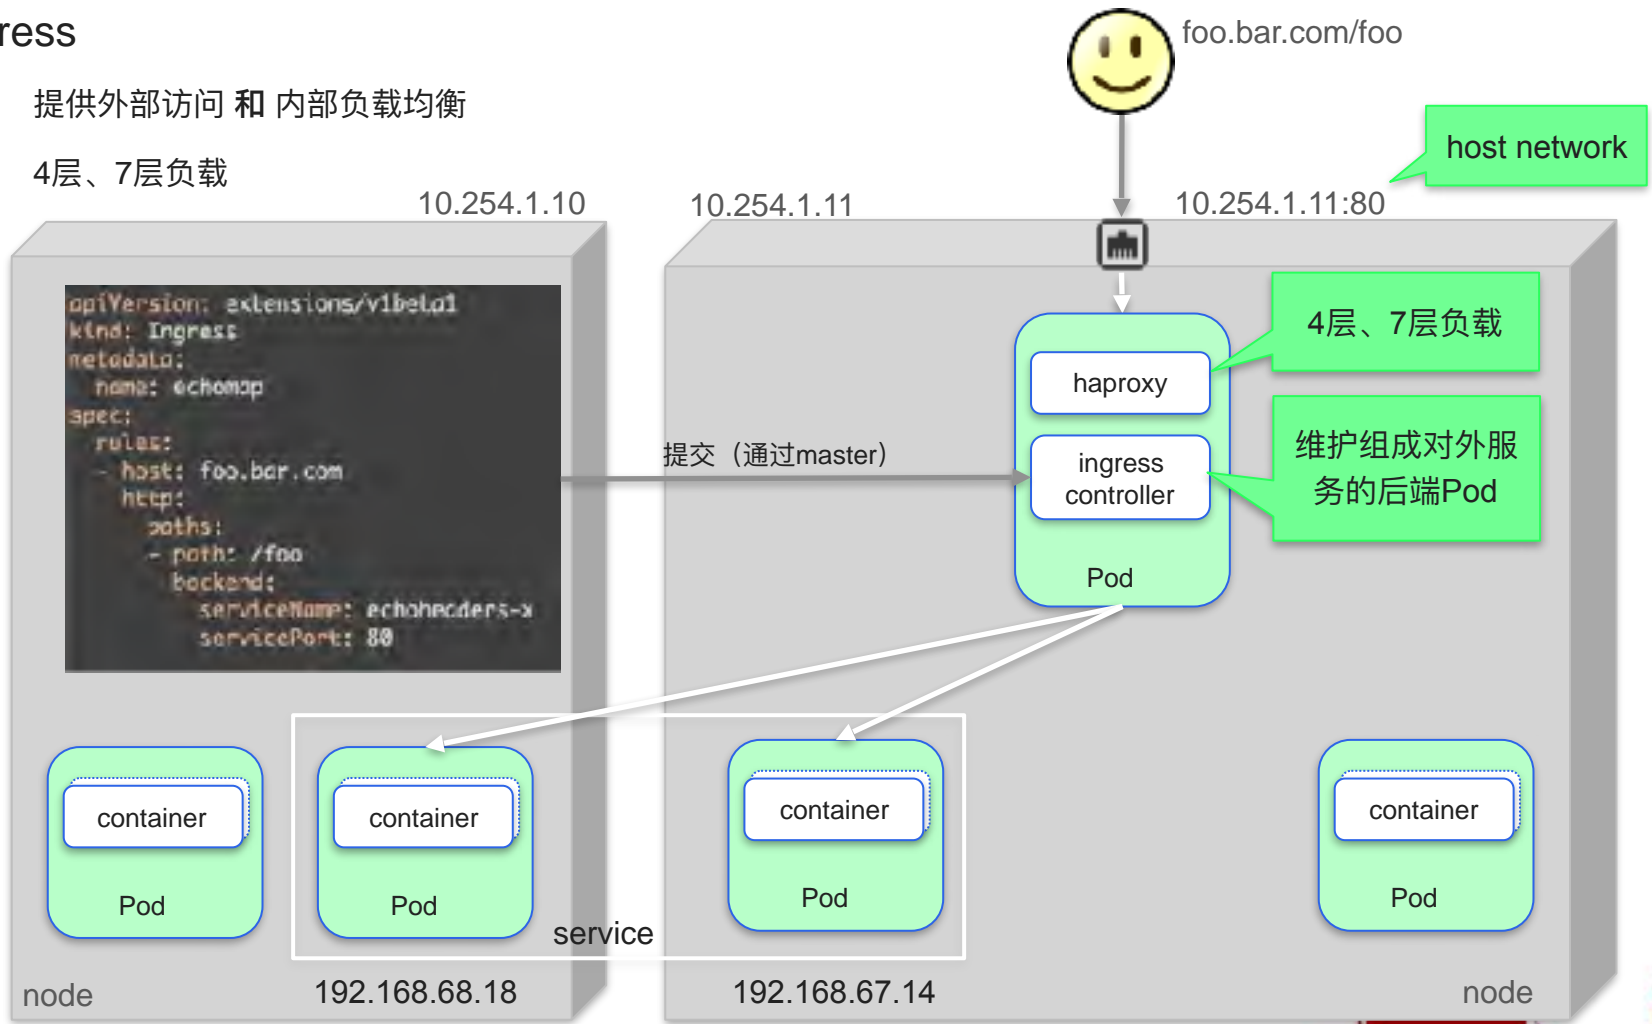 ress
foo.bar.com/foo
提供外部访问 和 内部负载均衡
4层、7层负载
host network
10.254.1.10
10.254.1.11
10.254.1.11:80
apiVersion: extensions/v1beta1
kind: Ingress
metadata:
name: echomap
spec:
rules:
- host: foo.bar.com
http:
paths:
- path: /foo
backend:
serviceName: echoheaders-x
servicePort: 80
提交（通过master）
haproxy
4层、7层负载
ingress
controller
维护组成对外服
务的后端Pod
Pod
container
container
container
container
Pod
Pod
Pod
Pod
service
node
192.168.68.18
192.168.67.14
node